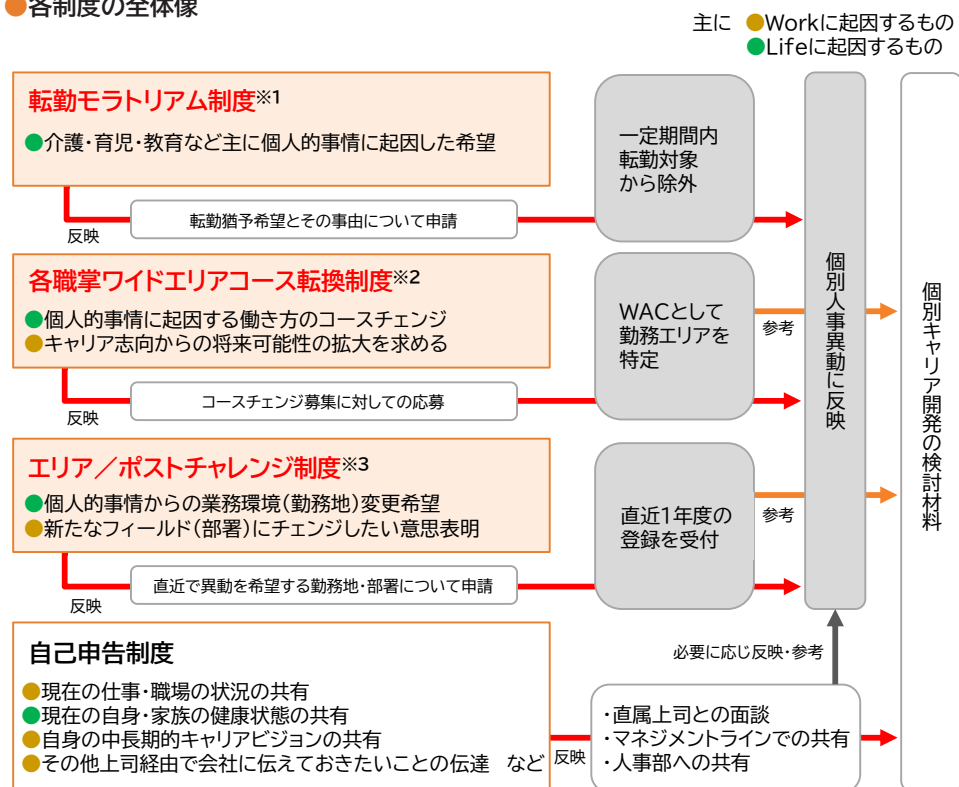 ●各制度の全体像
主に ●Workに起因するもの
●Lifeに起因するもの
転勤モラトリアム制度※1
●介護・育児・教育など主に個人的事情に起因した希望
反映
転勤猶予希望とその事由について申請
一定期間内
転勤対象
から除外
各職掌ワイドエリアコース転換制度※2
●個人的事情に起因する働き方のコースチェンジ
●キャリア志向からの将来可能性の拡大を求める
反映
コースチェンジ募集に対しての応募
WACとして
勤務エリアを
特定
参考
エリア／ポストチャレンジ制度※3
●個人的事情からの業務環境(勤務地)変更希望
●新たなフィールド(部署)にチェンジしたい意思表明
反映
直近で異動を希望する勤務地・部署について申請
直近1年度の
登録を受付
参考
個別人事異動に反映
個別キャリア開発の検討材料
自己申告制度
●現在の仕事・職場の状況の共有
●現在の自身・家族の健康状態の共有
●自身の中長期的キャリアビジョンの共有
●その他上司経由で会社に伝えておきたいことの伝達 など
反映
必要に応じ反映・参考
・直属上司との面談
・マネジメントラインでの共有
・人事部への共有